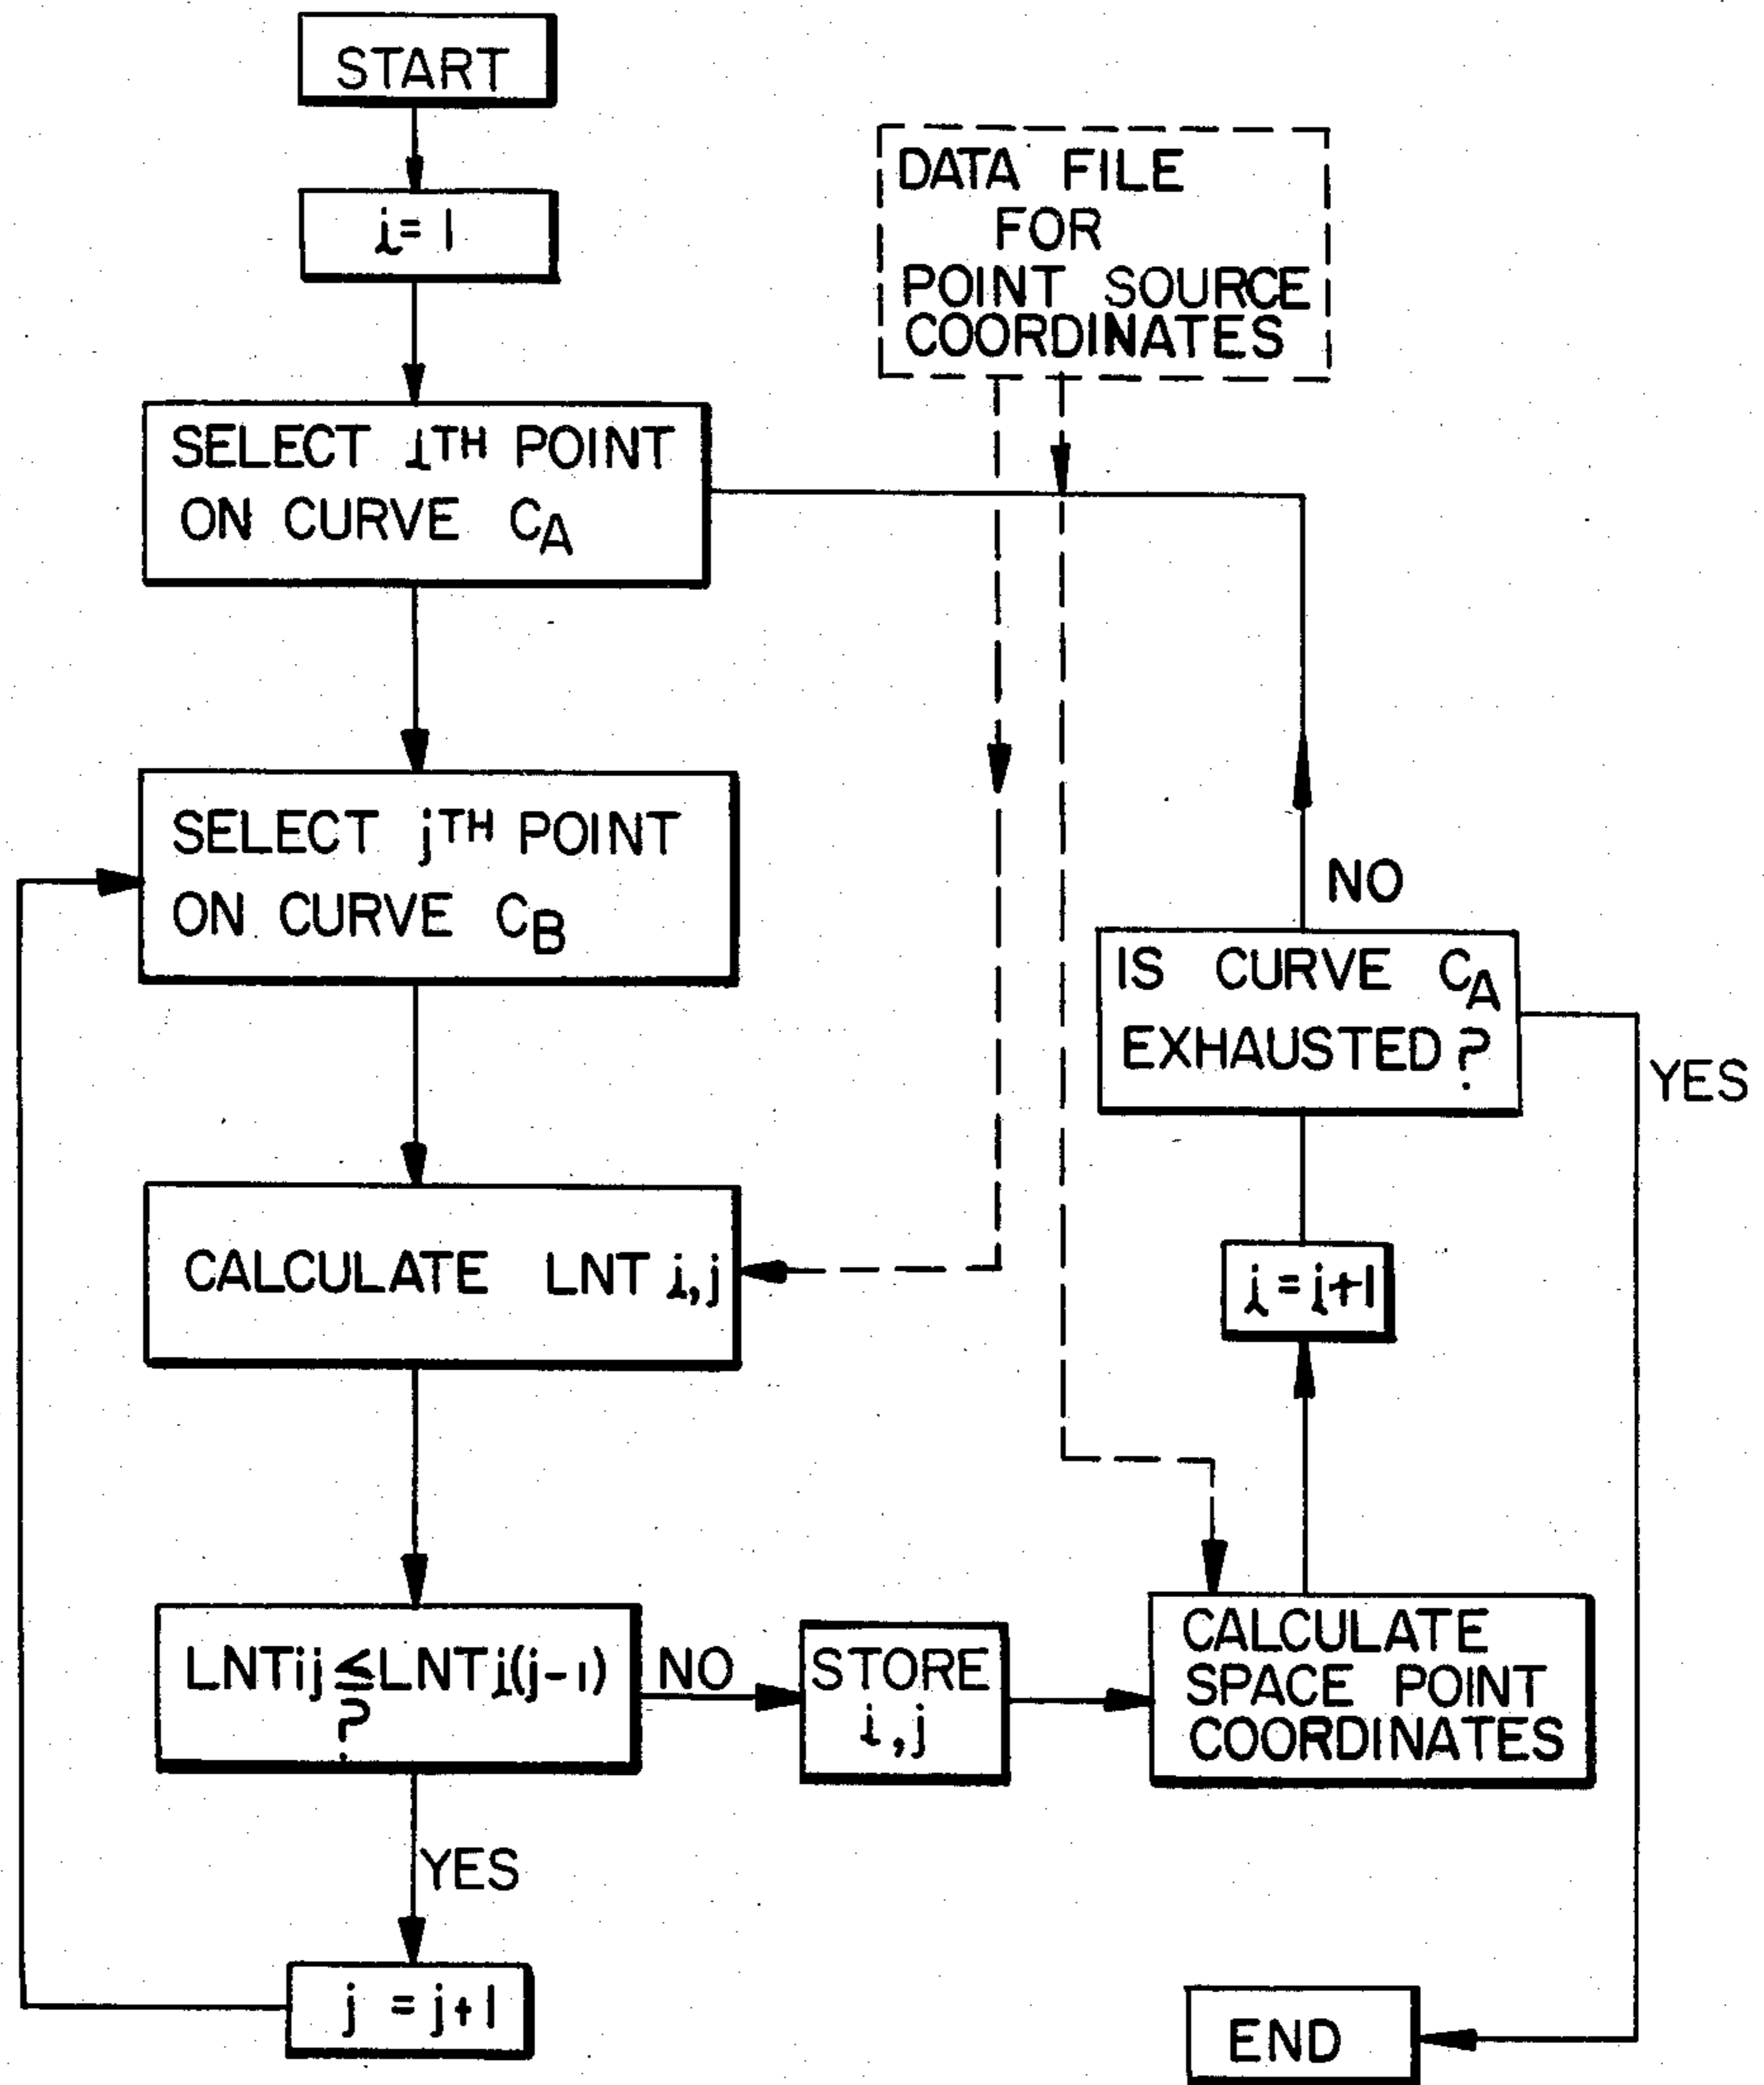 START
i= 1
DATA FILE
FOR
POINT SOURCE
COORDINATES
SELECT iTH POINT
ON CURVE CA
SELECT jTH POINT
ON CURVE CB
NO
IS CURVE CA
EXHAUSTED ?
YES
CALCULATE LNT i,j
i = i+1
LNTij ≤ LNTi(j-1)
?
NO
STORE
i,j
CALCULATE
SPACE POINT
COORDINATES
YES
j = j+1
END